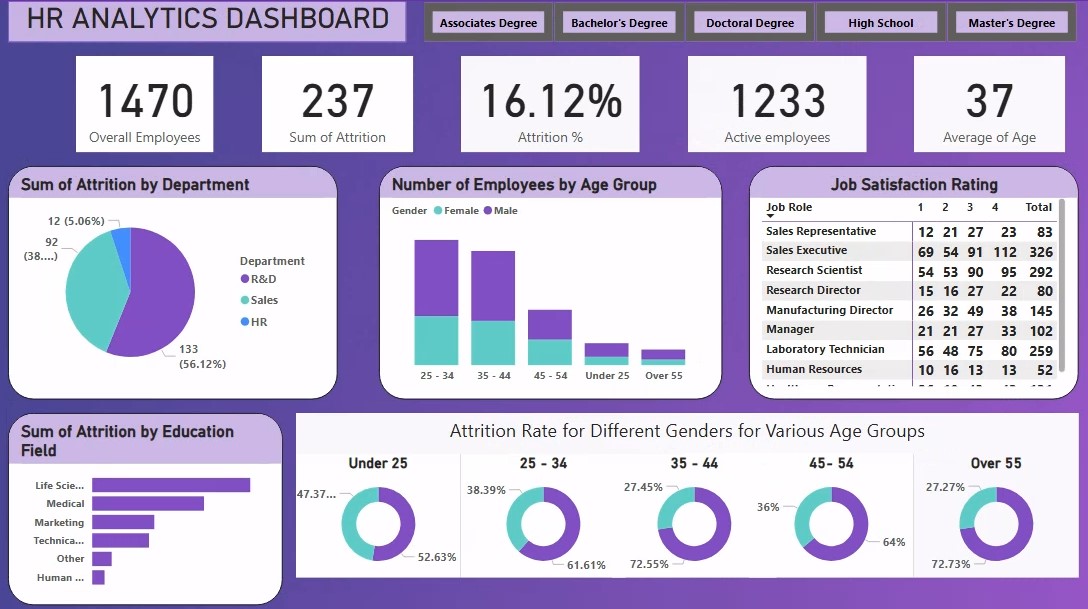 HR ANALYTICS DASHBOARD
Associates Degree
Bachelor's Degree
Doctoral Degree
High School
Master's Degree
1470
Overall Employees
237
Sum of Attrition
16.12%
Attrition %
1233
Active employees
37
Average of Age
Sum of Attrition by Department
12 (5.06%)
92
(38....)
133
(56.12%)
Department
R&D
Sales
HR
Number of Employees by Age Group
Gender Female Male
25 - 34 35 - 44 45 - 54 Under 25 Over 55
Job Satisfaction Rating
Job Role 1 2 3 4 Total
Sales Representative 12 21 27 23 83
Sales Executive 69 54 91 112 326
Research Scientist 54 53 90 95 292
Research Director 15 16 27 22 80
Manufacturing Director 26 32 49 38 145
Manager 21 21 27 33 102
Laboratory Technician 56 48 75 80 259
Human Resources 10 16 13 13 52
Sum of Attrition by Education
Field
Life Scie...
Medical
Marketing
Technica...
Other
Human ...
Attrition Rate for Different Genders for Various Age Groups
Under 25
47.37...
52.63%
25 - 34
38.39%
61.61%
35 - 44
27.45%
72.55%
45- 54
36%
64%
Over 55
27.27%
72.73%